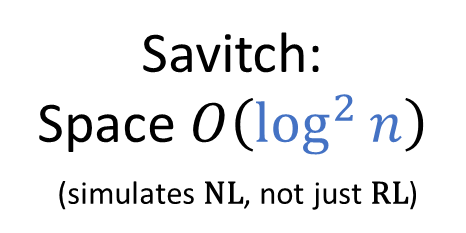 Savitch:
Space O(log² n)
(simulates NL, not just RL)